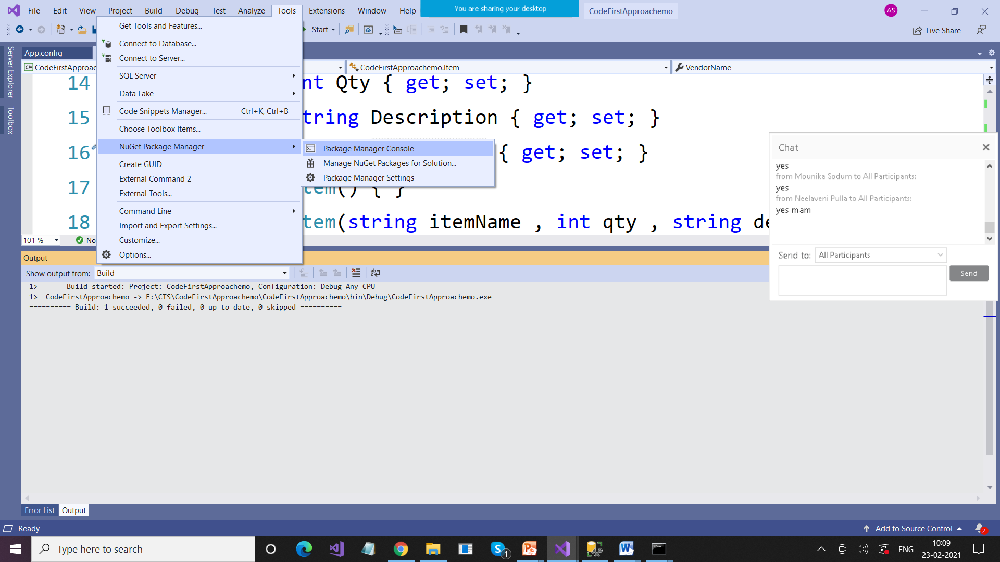 File Edit View Project Build Debug Test Analyze Tools Extensions Window Help
You are sharing your desktop
CodeFirstApproachemo
AS
Start
Live Share
Get Tools and Features...
Connect to Database...
Connect to Server...
SQL Server
Data Lake
Code Snippets Manager... Ctrl+K, Ctrl+B
Choose Toolbox Items...
NuGet Package Manager
Create GUID
External Command 2
External Tools...
Command Line
Import and Export Settings...
Customize...
Options...
Package Manager Console
Manage NuGet Packages for Solution...
Package Manager Settings
Server Explorer
Toolbox
App.config
CodeFirstApproac
CodeFirstApproachemo.Item
VendorName
14 nt Qty { get; set; }
15 tring Description { get; set; }
16 { get; set; }
17 tem() { }
18 tem(string itemName , int qty , string de
101 %
No
Chat
yes
from Mounika Sodum to All Participants:
yes
from Neelaveni Pulla to All Participants:
yes mam
Send to: All Participants
Send
Output
Show output from: Build
1>------ Build started: Project: CodeFirstApproachemo, Configuration: Debug Any CPU ------
1> CodeFirstApproachemo -> E:\CTS\CodeFirstApproachemo\CodeFirstApproachemo\bin\Debug\CodeFirstApproachemo.exe
========== Build: 1 succeeded, 0 failed, 0 up-to-date, 0 skipped ==========
Error List Output
Ready
Add to Source Control
2
Type here to search
1
ENG
10:09
23-02-2021